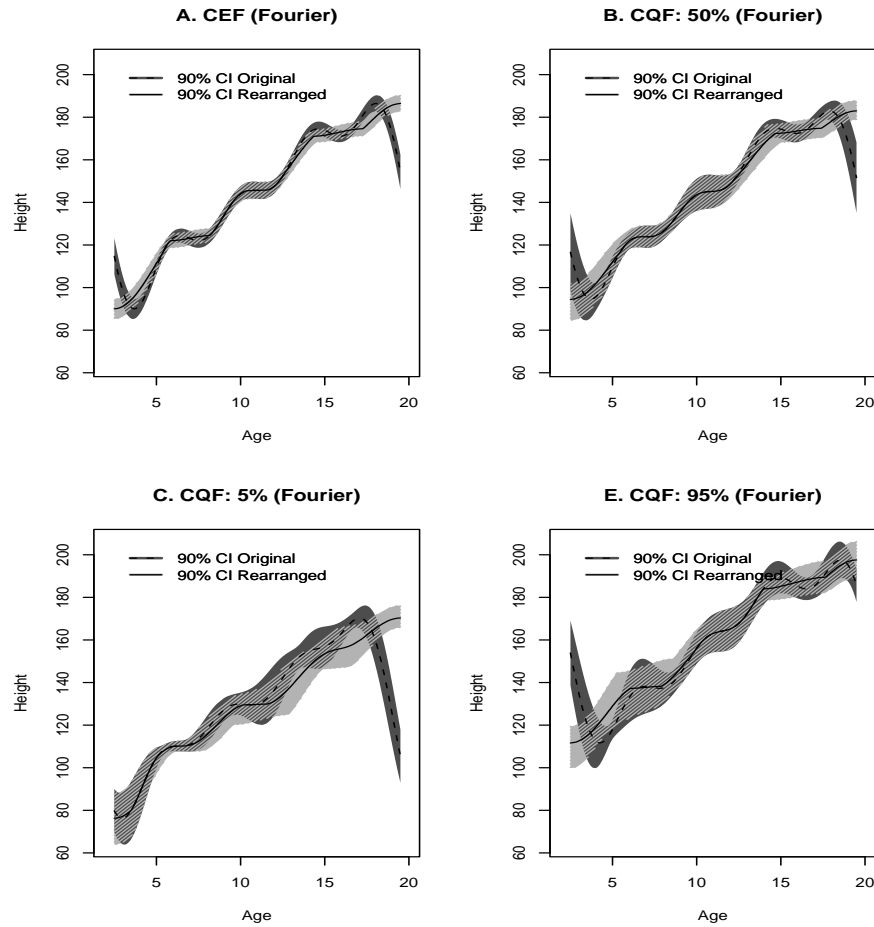 A. CEF (Fourier)
90% CI Original
90% CI Rearranged
Height
200
180
160
140
120
100
80
60
5
10
15
20
Age
B. CQF: 50% (Fourier)
90% CI Original
90% CI Rearranged
Height
200
180
160
140
120
100
80
60
5
10
15
20
Age
C. CQF: 5% (Fourier)
90% CI Original
90% CI Rearranged
Height
200
180
160
140
120
100
80
60
5
10
15
20
Age
E. CQF: 95% (Fourier)
90% CI Original
90% CI Rearranged
Height
200
180
160
140
120
100
80
60
5
10
15
20
Age